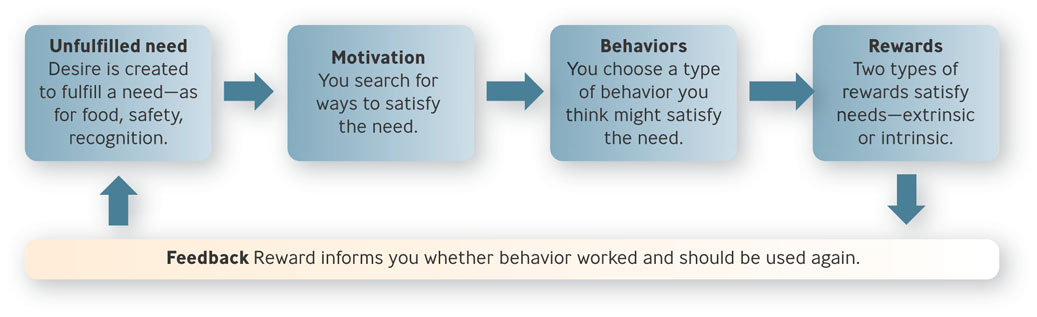 Unfulfilled need
Desire is created
to fulfill a need—as
for food, safety,
recognition.
Motivation
You search for
ways to satisfy
the need.
Behaviors
You choose a type
of behavior you
think might satisfy
the need.
Rewards
Two types of
rewards satisfy
needs—extrinsic
or intrinsic.
Feedback Reward informs you whether behavior worked and should be used again.